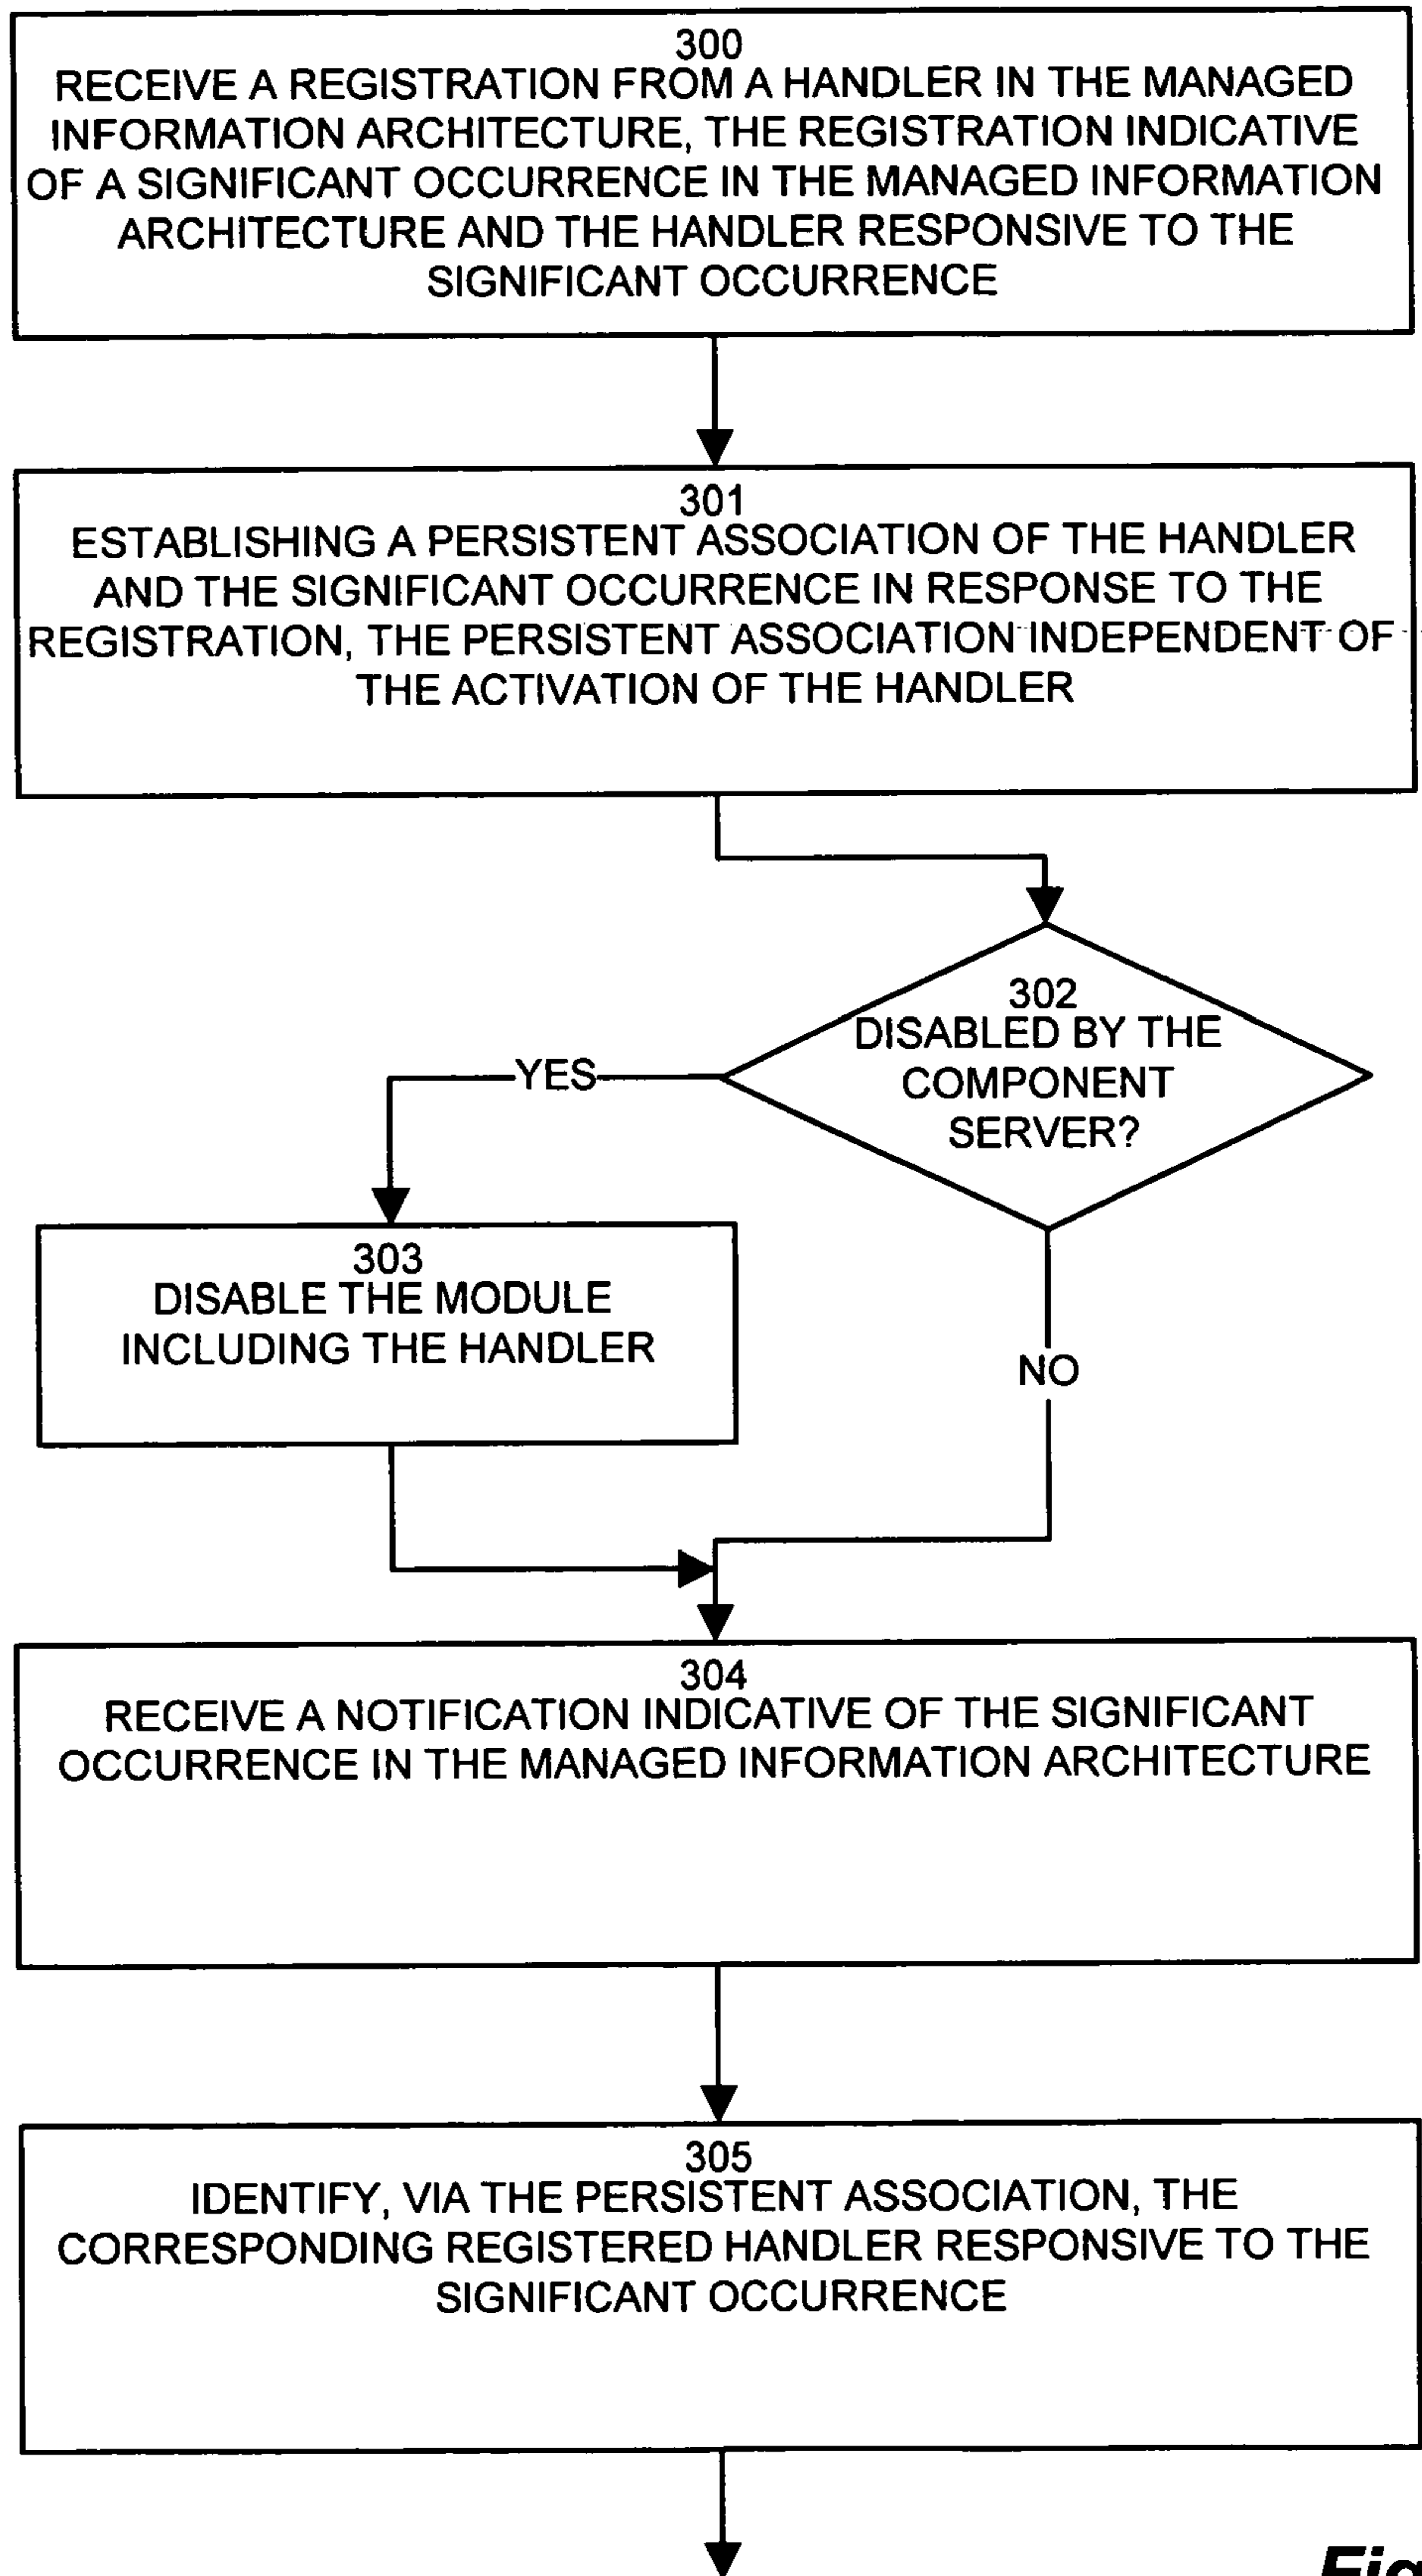 300
RECEIVE A REGISTRATION FROM A HANDLER IN THE MANAGED
INFORMATION ARCHITECTURE, THE REGISTRATION INDICATIVE
OF A SIGNIFICANT OCCURRENCE IN THE MANAGED INFORMATION
ARCHITECTURE AND THE HANDLER RESPONSIVE TO THE
SIGNIFICANT OCCURRENCE
301
ESTABLISHING A PERSISTENT ASSOCIATION OF THE HANDLER
AND THE SIGNIFICANT OCCURRENCE IN RESPONSE TO THE
REGISTRATION, THE PERSISTENT ASSOCIATION INDEPENDENT OF
THE ACTIVATION OF THE HANDLER
302
DISABLED BY THE
COMPONENT
SERVER?
YES
303
DISABLE THE MODULE
INCLUDING THE HANDLER
NO
304
RECEIVE A NOTIFICATION INDICATIVE OF THE SIGNIFICANT
OCCURRENCE IN THE MANAGED INFORMATION ARCHITECTURE
305
IDENTIFY, VIA THE PERSISTENT ASSOCIATION, THE
CORRESPONDING REGISTERED HANDLER RESPONSIVE TO THE
SIGNIFICANT OCCURRENCE